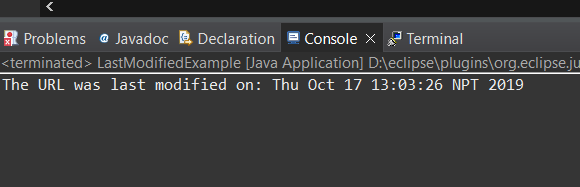 Problems @ Javadoc Declaration Console Terminal
<terminated> LastModifiedExample [Java Application] D:\eclipse\plugins\org.eclipse.ju
The URL was last modified on: Thu Oct 17 13:03:26 NPT 2019